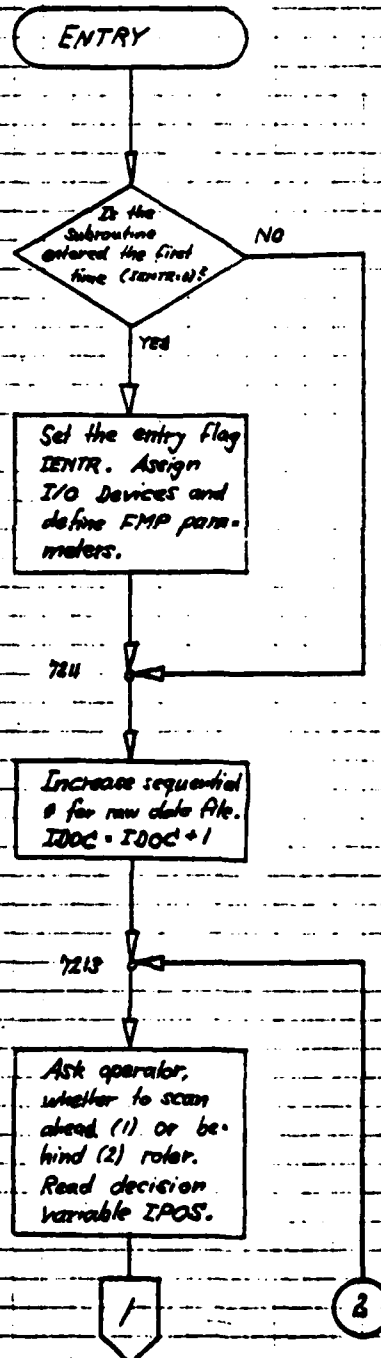 ENTRY
Is the
subroutine
entered the first
time (IENTR=0)?
NO
YES
Set the entry flag
IENTR. Assign
I/O Devices and
define FMP para-
meters.
7211
Increase sequential
# for raw data file.
IDOC = IDOC + 1
7213
Ask operator,
whether to scan
ahead (1) or be-
hind (2) rotor.
Read decision
variable IPOS.
1
2